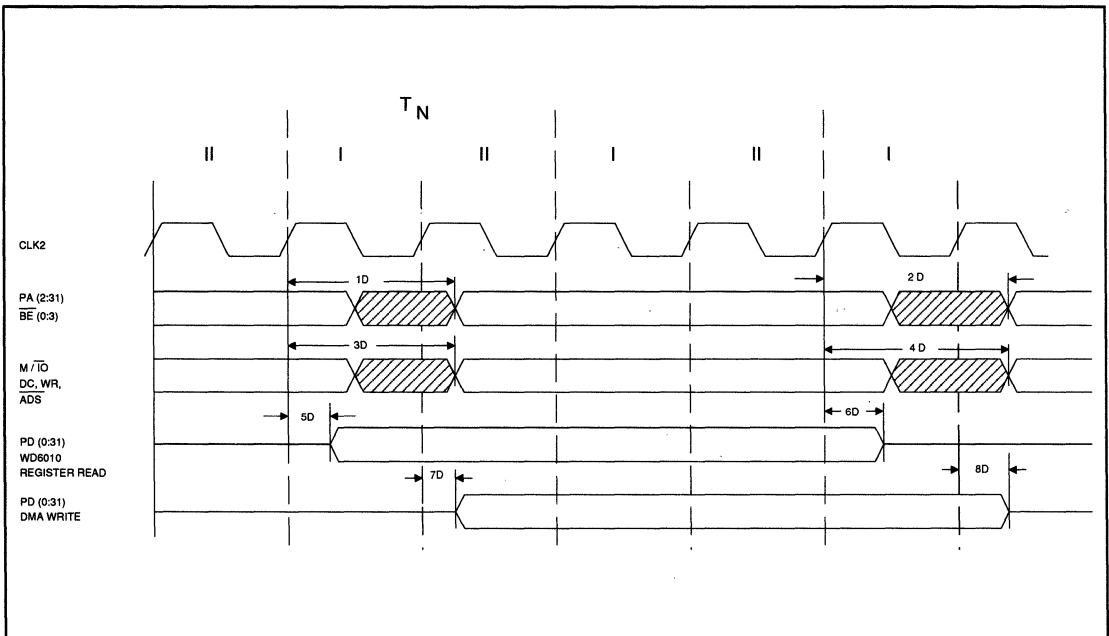 T N
II I II I II I
CLK2
1D 2 D
PA (2:31)
BE (0:3)
3D 4 D
M / IO
DC, WR,
ADS
5D 6D
PD (0:31)
WD6010
REGISTER READ
7D 8D
PD (0:31)
DMA WRITE